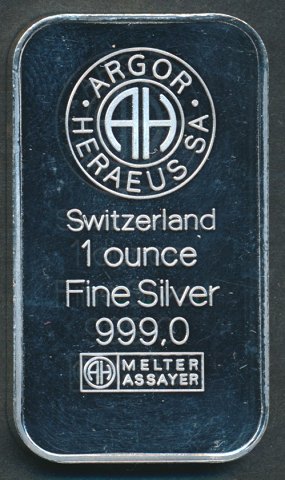 · ARGOR ·
HERAEUS SA
AH
Switzerland
1 ounce
Fine Silver
999,0
AH MELTER
ASSAYER